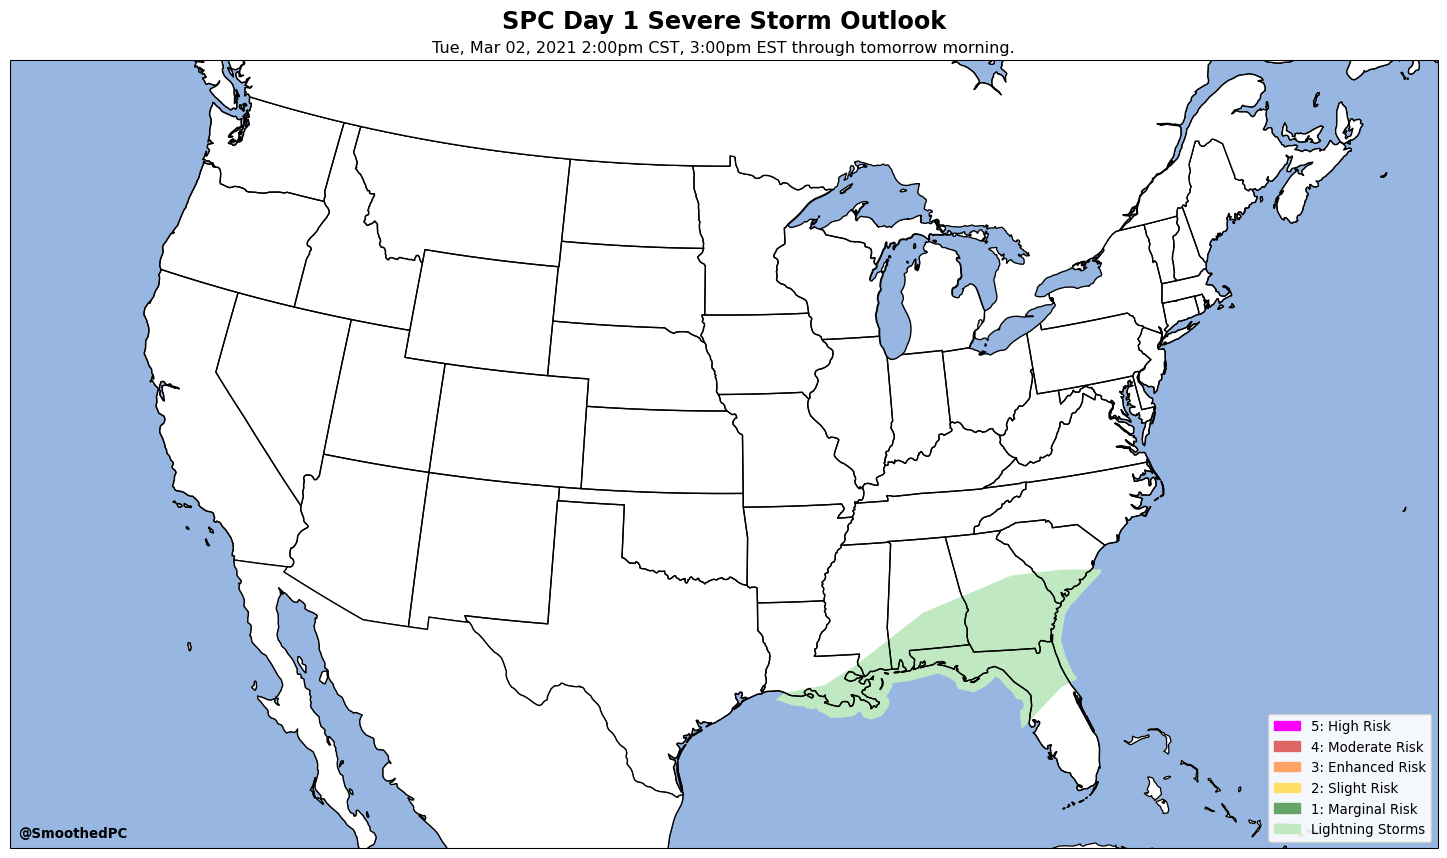 SPC Day 1 Severe Storm Outlook
Tue, Mar 02, 2021 2:00pm CST, 3:00pm EST through tomorrow morning.
5: High Risk
4: Moderate Risk
3: Enhanced Risk
2: Slight Risk
1: Marginal Risk
Lightning Storms
@SmoothedPC